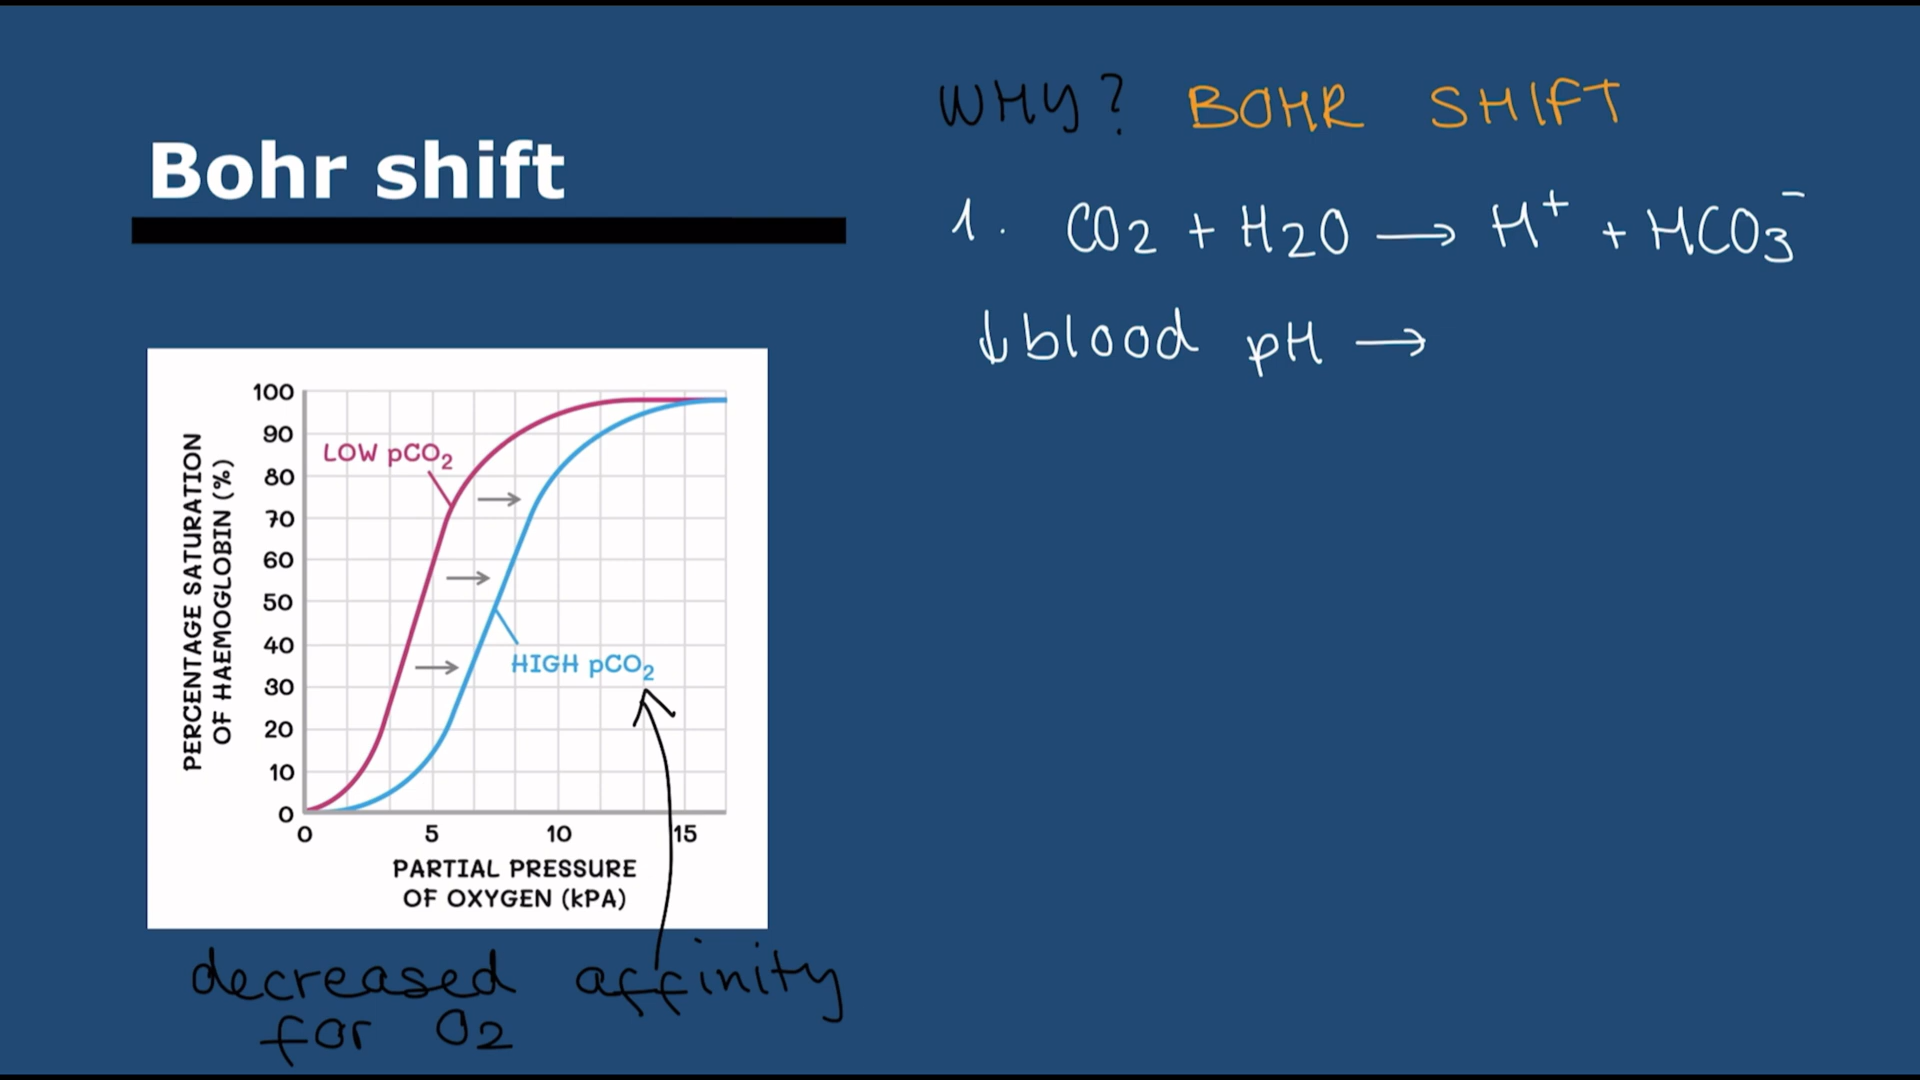 Bohr shift
WHY? BOHR SHIFT
1. CO2 + H2O → H⁺ + HCO3⁻
↓ blood pH →
PERCENTAGE SATURATION
OF HAEMOGLOBIN (%)
100
90
80
70
60
50
40
30
20
10
0
LOW pCO₂
HIGH pCO₂
0 5 10 15
PARTIAL PRESSURE
OF OXYGEN (kPA)
decreased affinity
for O2